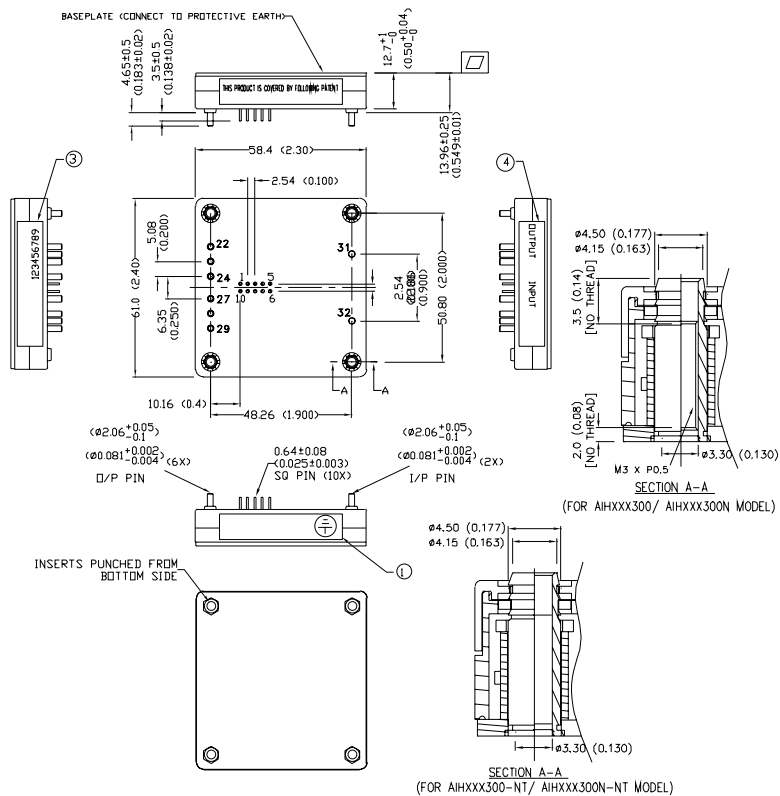 BASEPLATE (CONNECT TO PROTECTIVE EARTH)
4.65±0.5
(0.183±0.02)
3.5±0.5
(0.138±0.02)
12.7+1 -0
(0.50+0.04 -0)
THIS PRODUCT IS COVERED BY FOLLOWING PATENT
13.96±0.25
(0.549±0.01)
58.4 (2.30)
2.54 (0.100)
3
4
123456789
OUTPUT
INPUT
5.08
(0.200)
61.0 (2.40)
6.35
(0.250)
22
24
27
29
1
5
10
6
31
32
2.54
(0.900)
50.80 (2.000)
A
A
10.16 (0.4)
48.26 (1.900)
ø4.50 (0.177)
ø4.15 (0.163)
3.5 (0.14)
[NO THREAD]
2.0 (0.08)
[NO THREAD]
ø3.30 (0.130)
M3 x P0.5
SECTION A-A
(FOR AIHXXX300/ AIHXXX300N MODEL)
(ø2.06+0.05 -0.1)
(ø0.081+0.002 -0.004) (6X)
O/P PIN
0.64±0.08
(0.025±0.003)
SQ PIN (10X)
(ø2.06+0.05 -0.1)
(ø0.081+0.002 -0.004) (2X)
I/P PIN
1
INSERTS PUNCHED FROM
BOTTOM SIDE
ø4.50 (0.177)
ø4.15 (0.163)
ø3.30 (0.130)
SECTION A-A
(FOR AIHXXX300-NT/ AIHXXX300N-NT MODEL)